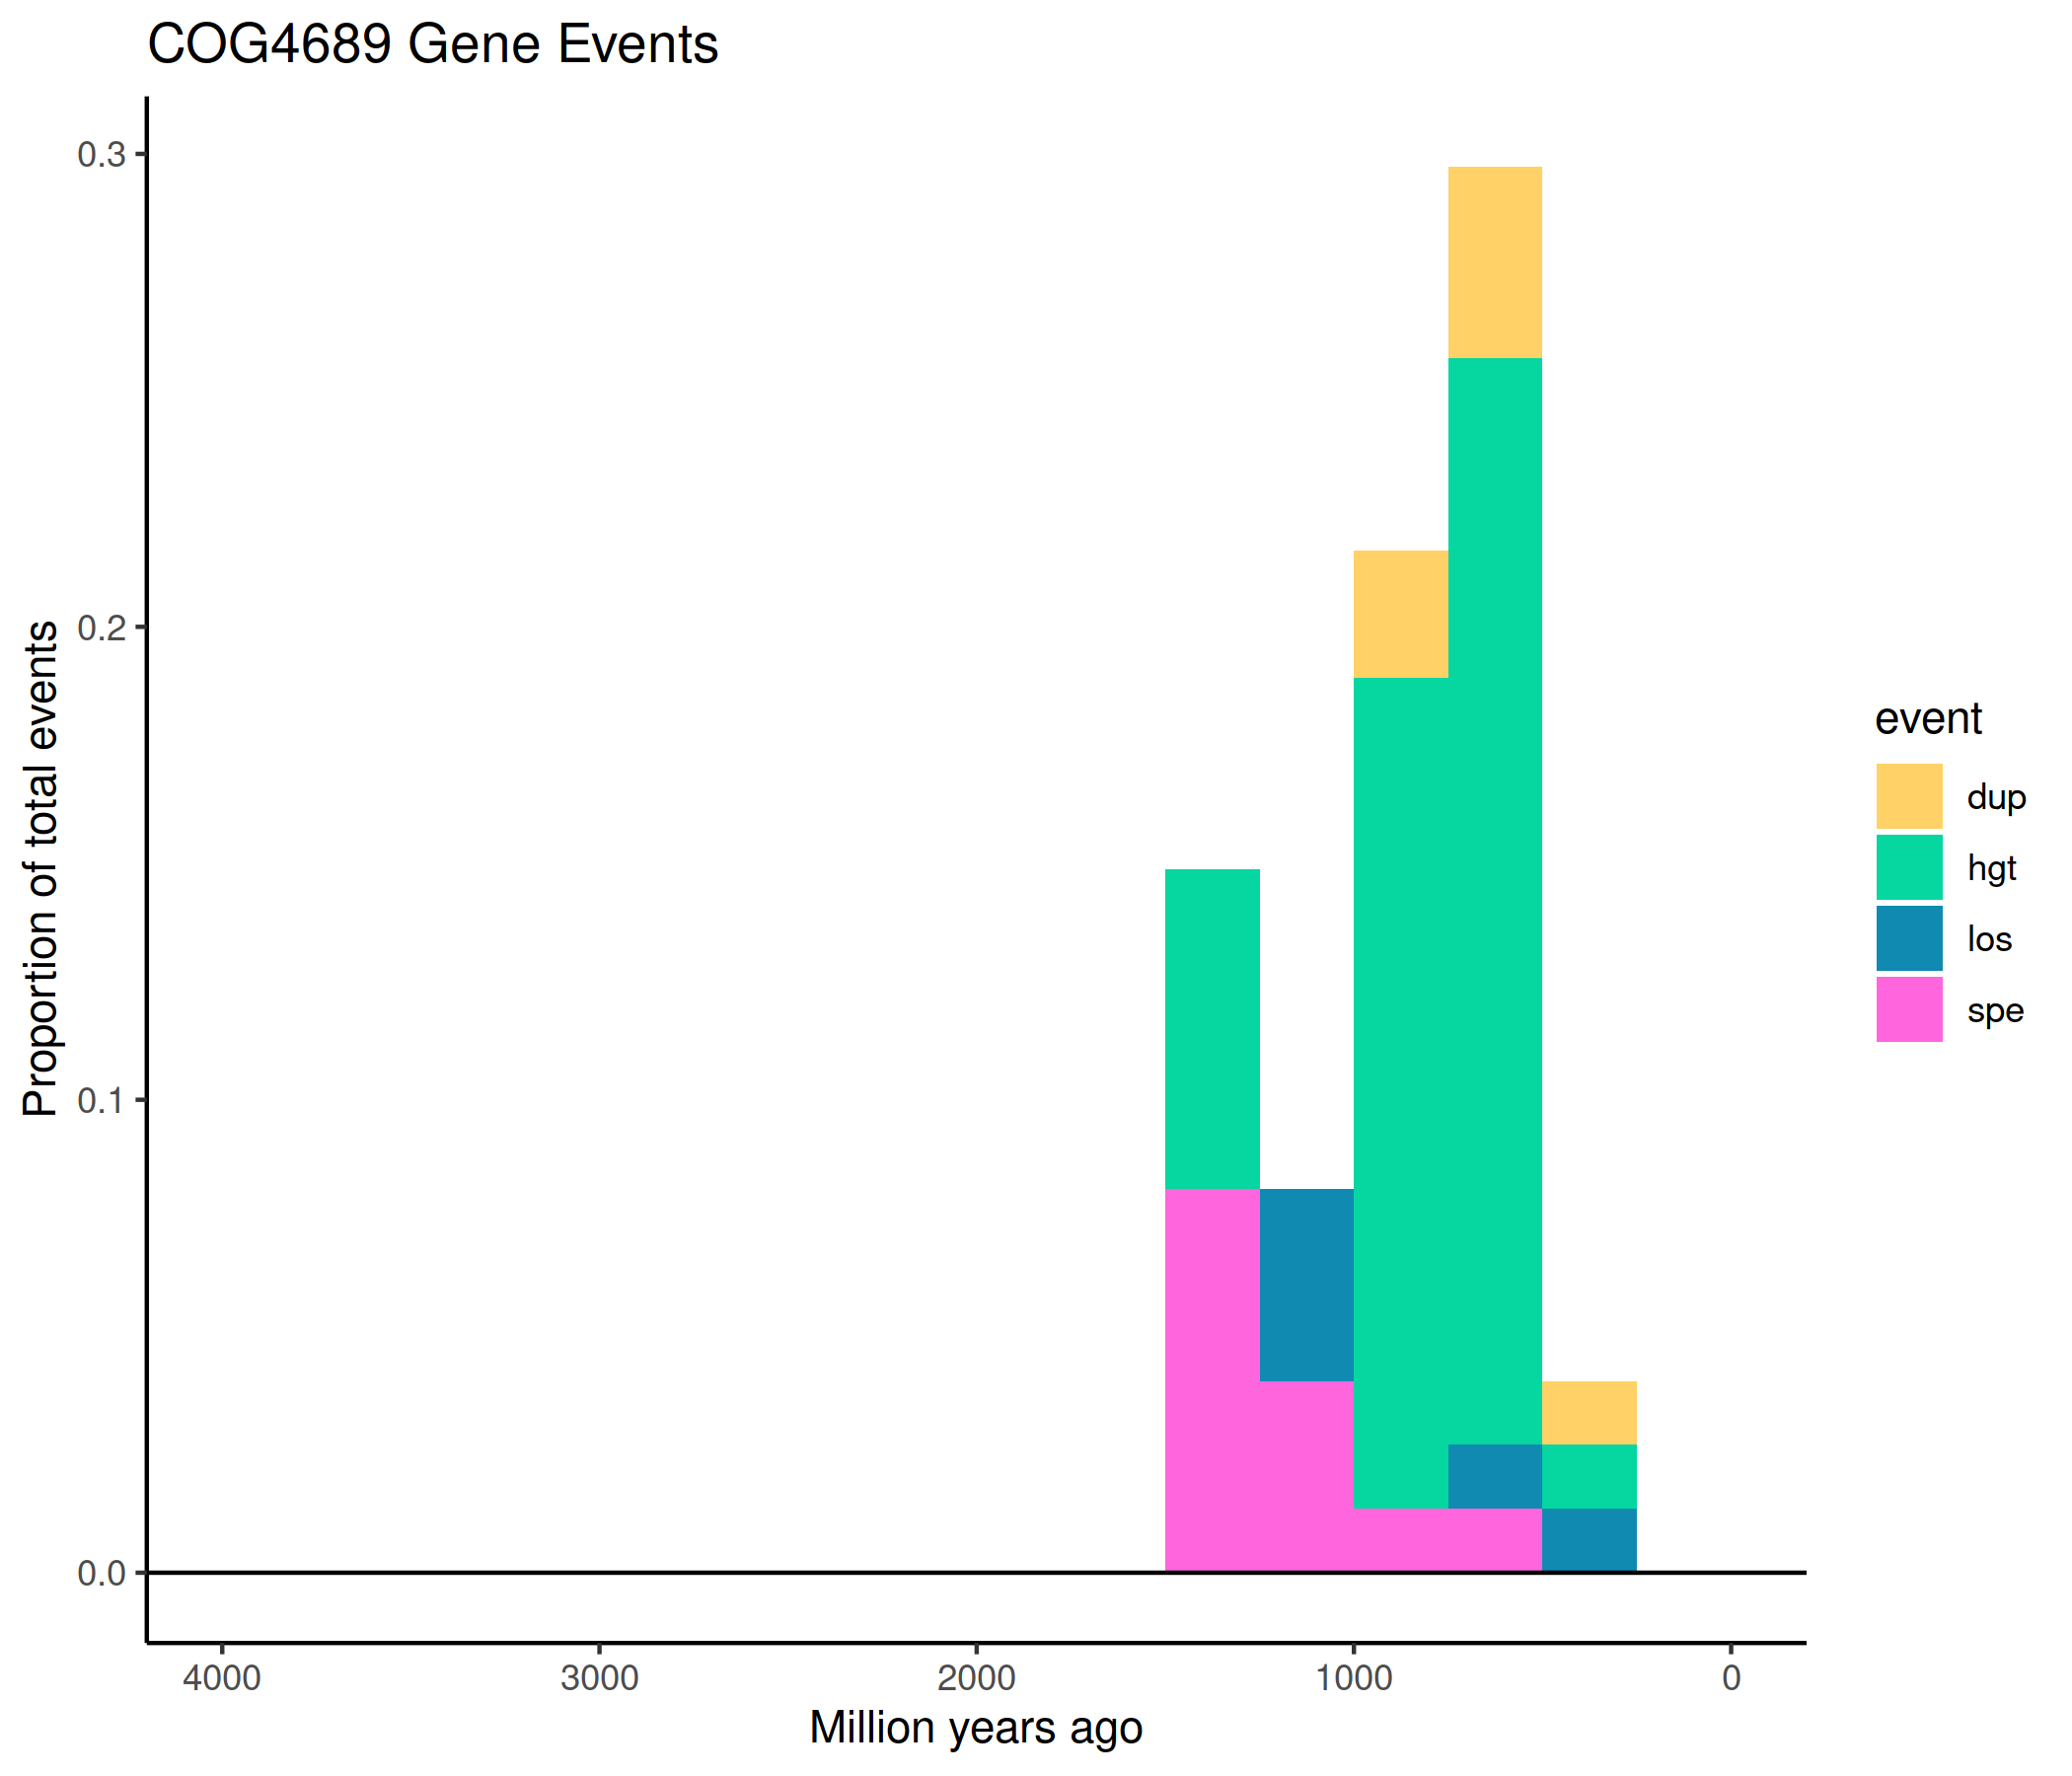 COG4689 Gene Events
Proportion of total events
0.3
0.2
0.1
0.0
4000 3000 2000 1000 0
Million years ago
event
dup
hgt
los
spe